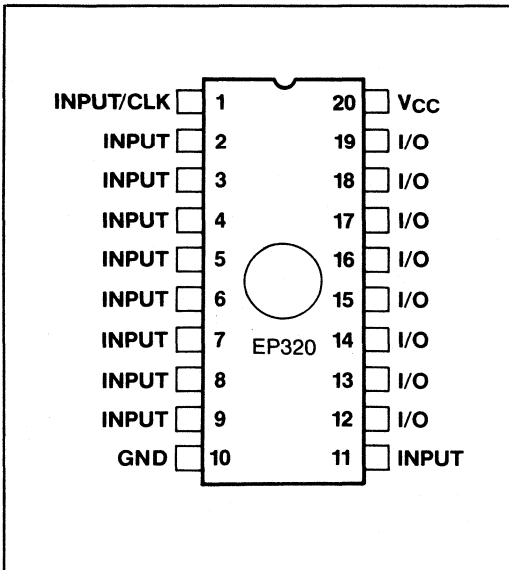 INPUT/CLK 1 20 VCC
INPUT 2 19 I/O
INPUT 3 18 I/O
INPUT 4 17 I/O
INPUT 5 16 I/O
INPUT 6 15 I/O
INPUT 7 EP320 14 I/O
INPUT 8 13 I/O
INPUT 9 12 I/O
GND 10 11 INPUT